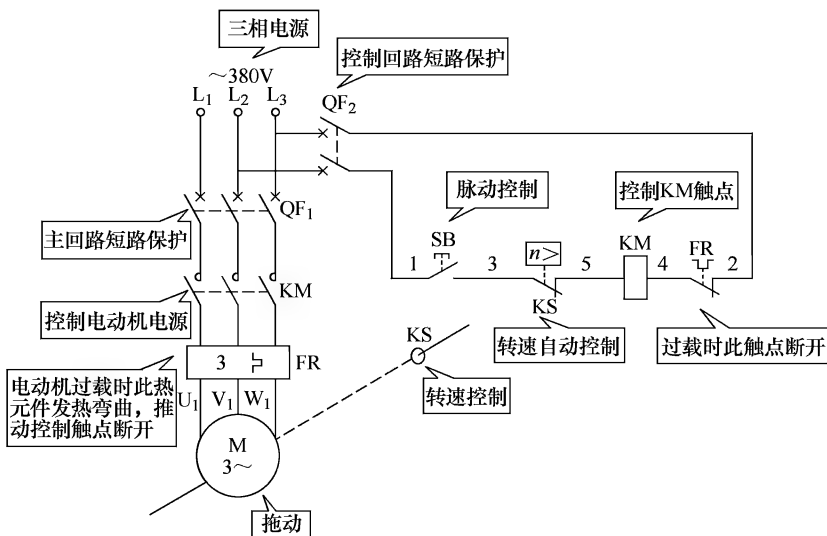 三相电源
～380V
L1 L2 L3
控制回路短路保护
QF2
脉动控制
控制KM触点
QF1
主回路短路保护
SB
n＞
KM
FR
1 3 5 4 2
KS
KM
控制电动机电源
转速自动控制
过载时此触点断开
KS
3 FR
转速控制
电动机过载时此热
元件发热弯曲，推
动控制触点断开
U1 V1 W1
M
3～
拖动